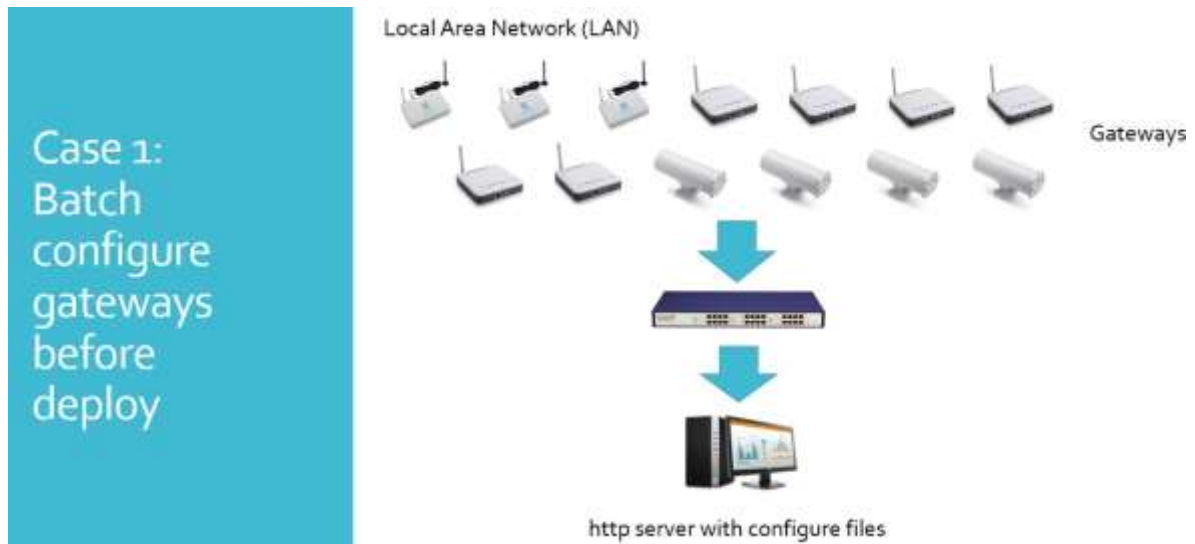 Local Area Network (LAN)
Case 1:
Batch
configure
gateways
before
deploy
Gateways
http server with configure files